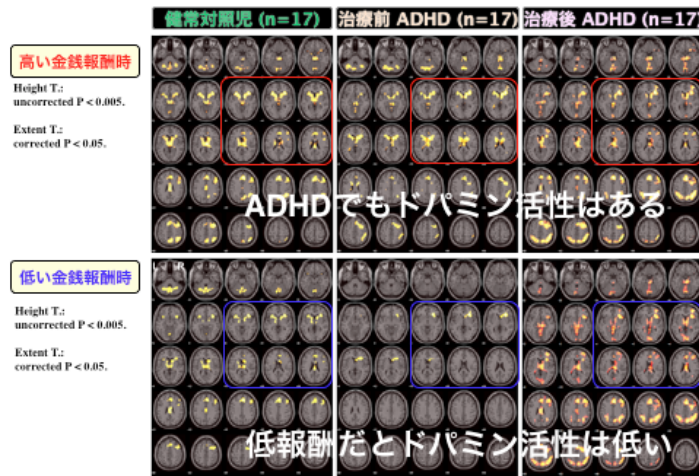 健常対照児 (n=17)
治療前 ADHD (n=17)
治療後 ADHD (n=17
高い金銭報酬時
Height T.:
uncorrected P < 0.005.
Extent T.:
corrected P < 0.05.
ADHDでもドパミン活性はある
低い金銭報酬時
L R
Height T.:
uncorrected P < 0.005.
Extent T.:
corrected P < 0.05.
低報酬だとドパミン活性は低い